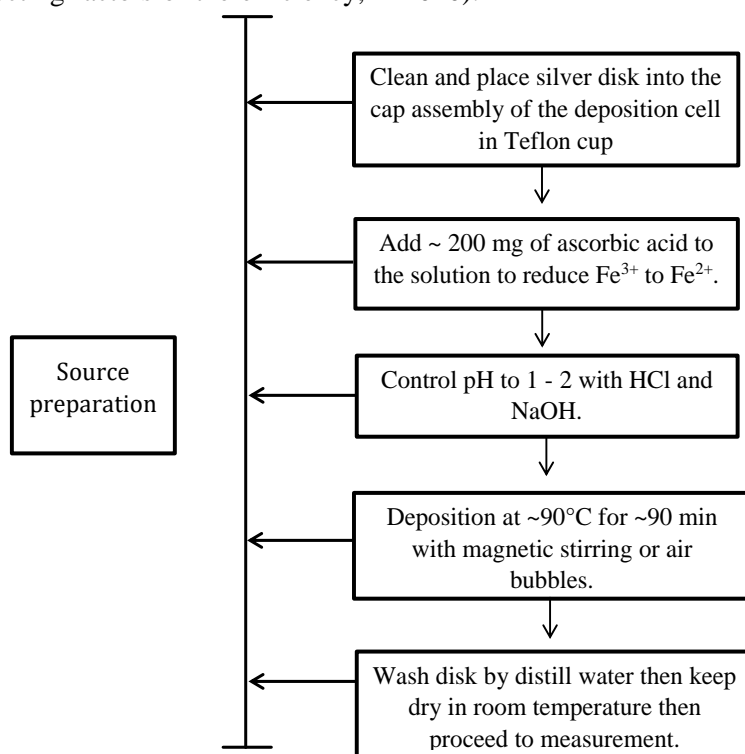 Clean and place silver disk into the
cap assembly of the deposition cell
in Teflon cup
Add ~ 200 mg of ascorbic acid to
the solution to reduce Fe³⁺ to Fe²⁺.
Source
preparation
Control pH to 1 - 2 with HCl and
NaOH.
Deposition at ~90°C for ~90 min
with magnetic stirring or air
bubbles.
Wash disk by distill water then keep
dry in room temperature then
proceed to measurement.